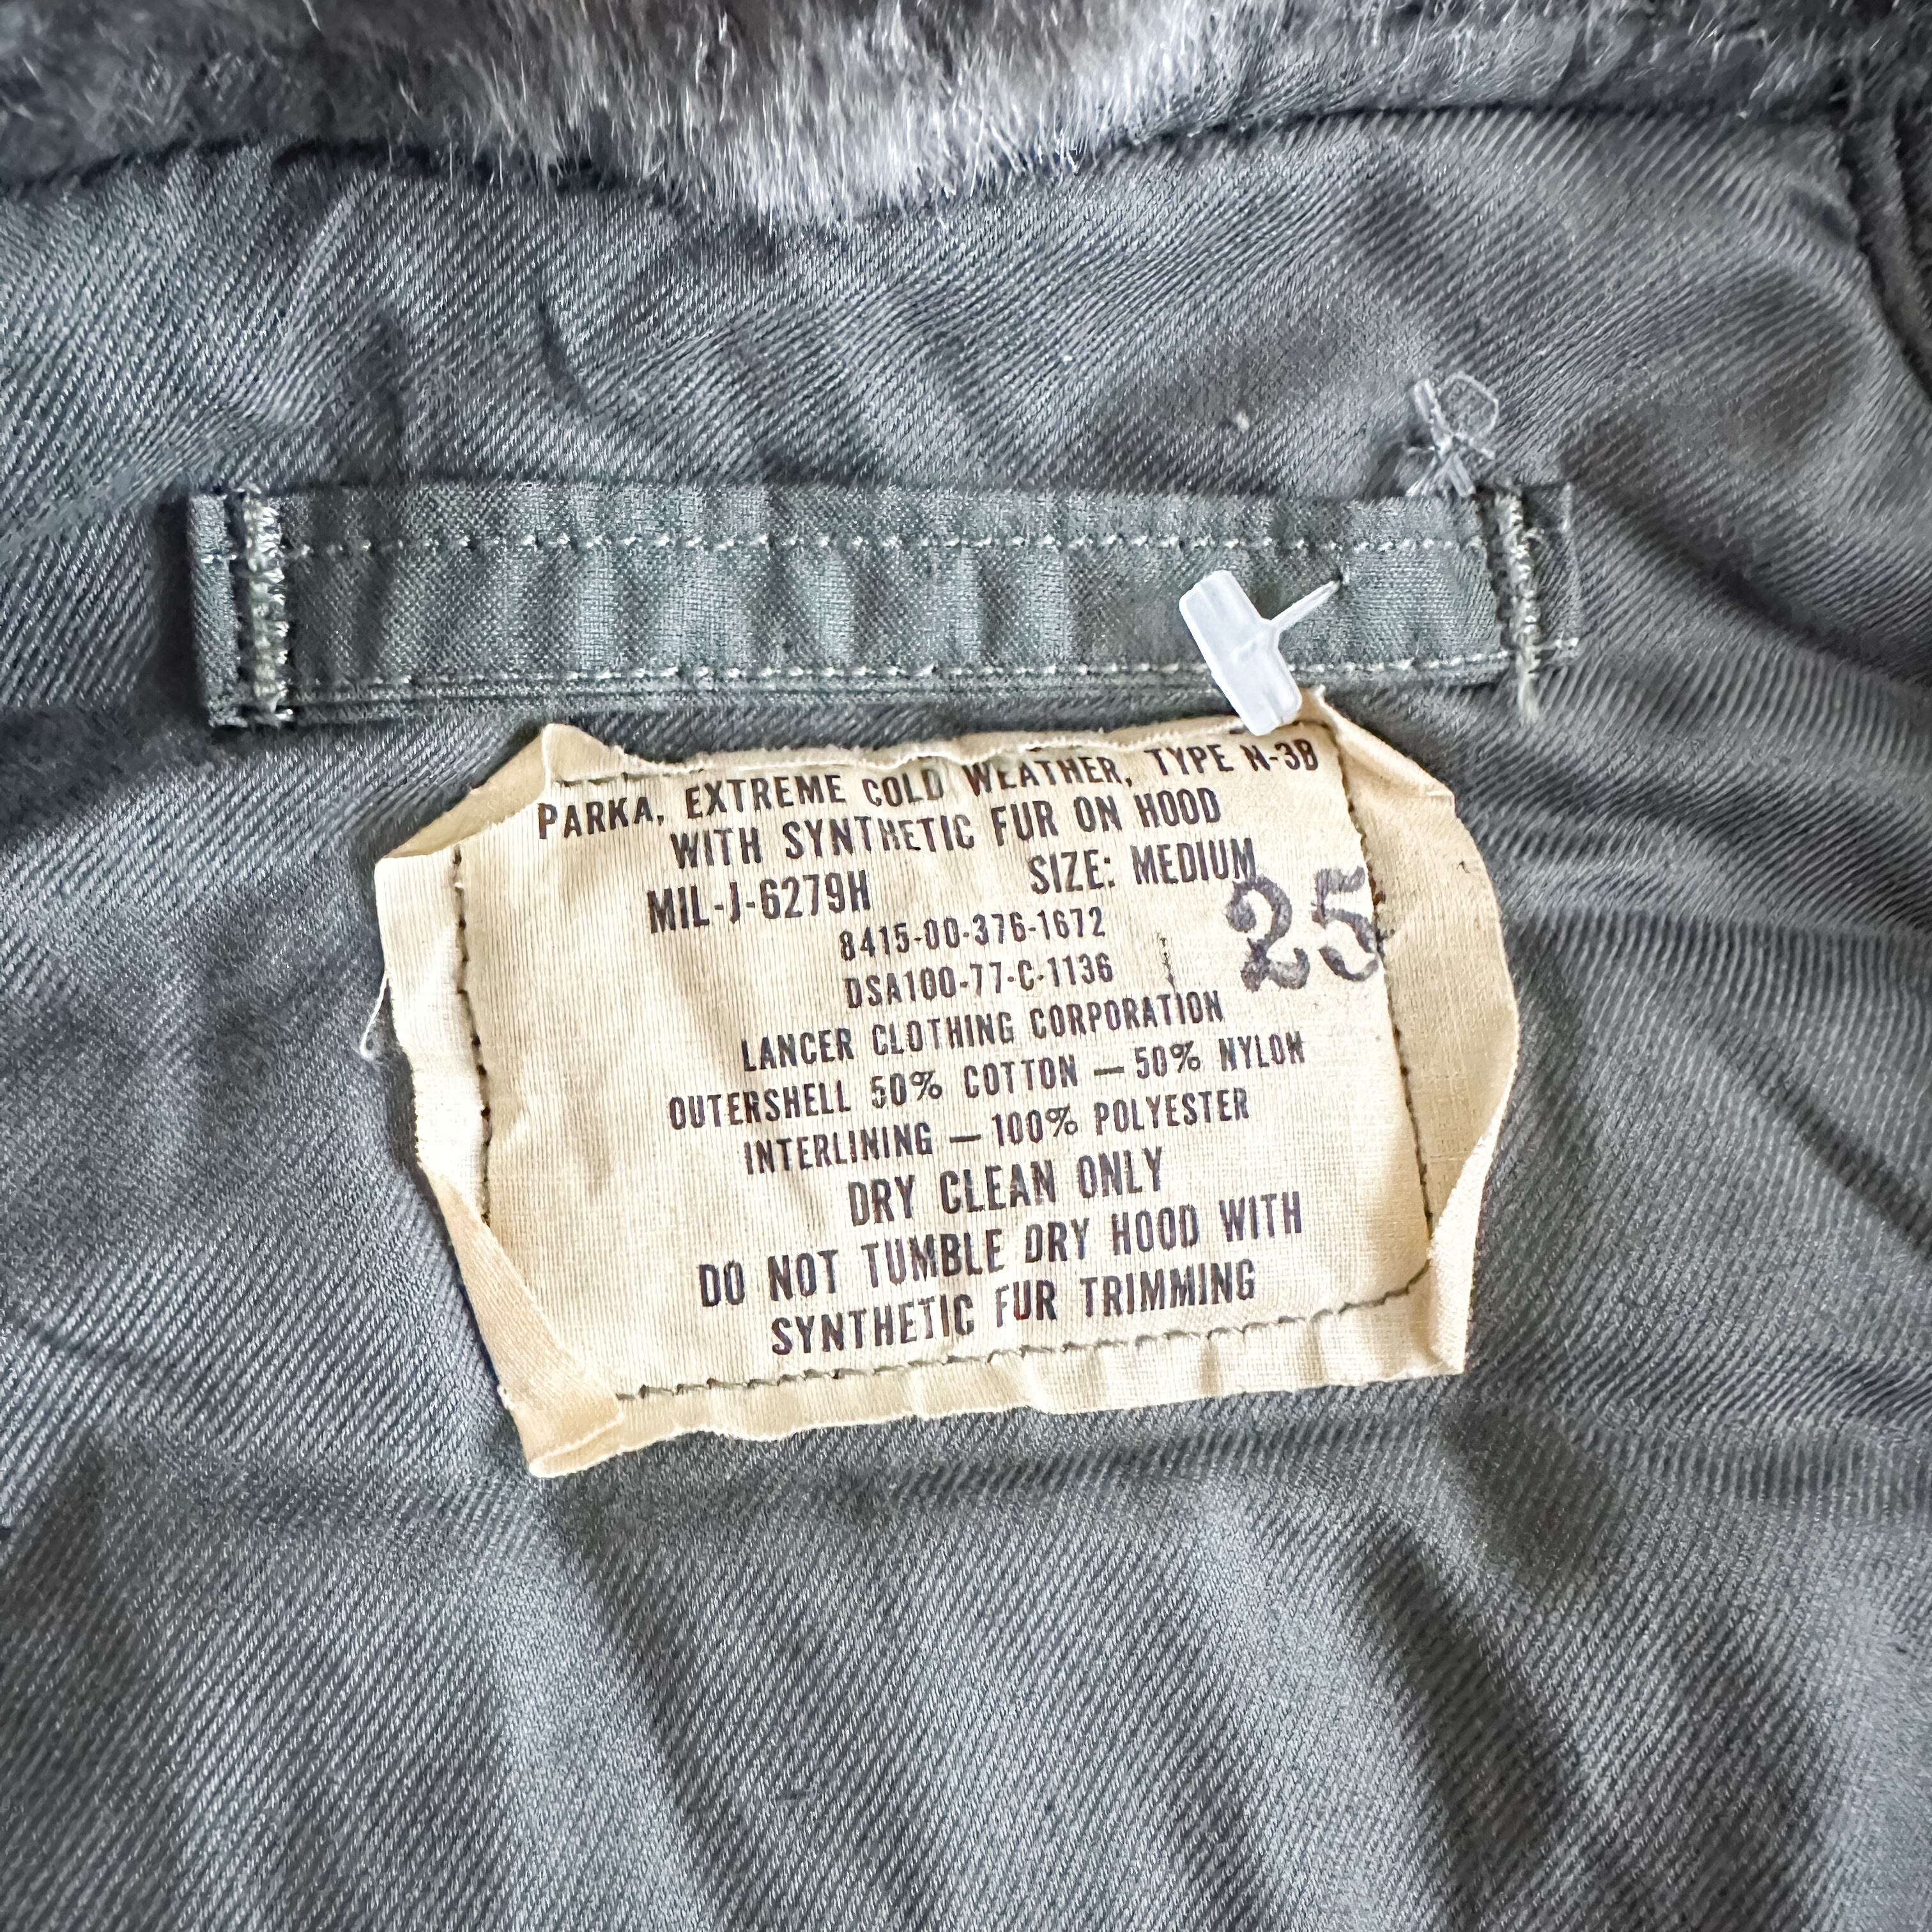 PARKA, EXTREME COLD WEATHER, TYPE N-3B
WITH SYNTHETIC FUR ON HOOD
MIL-J-6279H SIZE: MEDIUM
8415-00-376-1672
25
DSA100-77-C-1136
LANCER CLOTHING CORPORATION
OUTERSHELL 50% COTTON — 50% NYLON
INTERLINING — 100% POLYESTER
DRY CLEAN ONLY
DO NOT TUMBLE DRY HOOD WITH
SYNTHETIC FUR TRIMMING